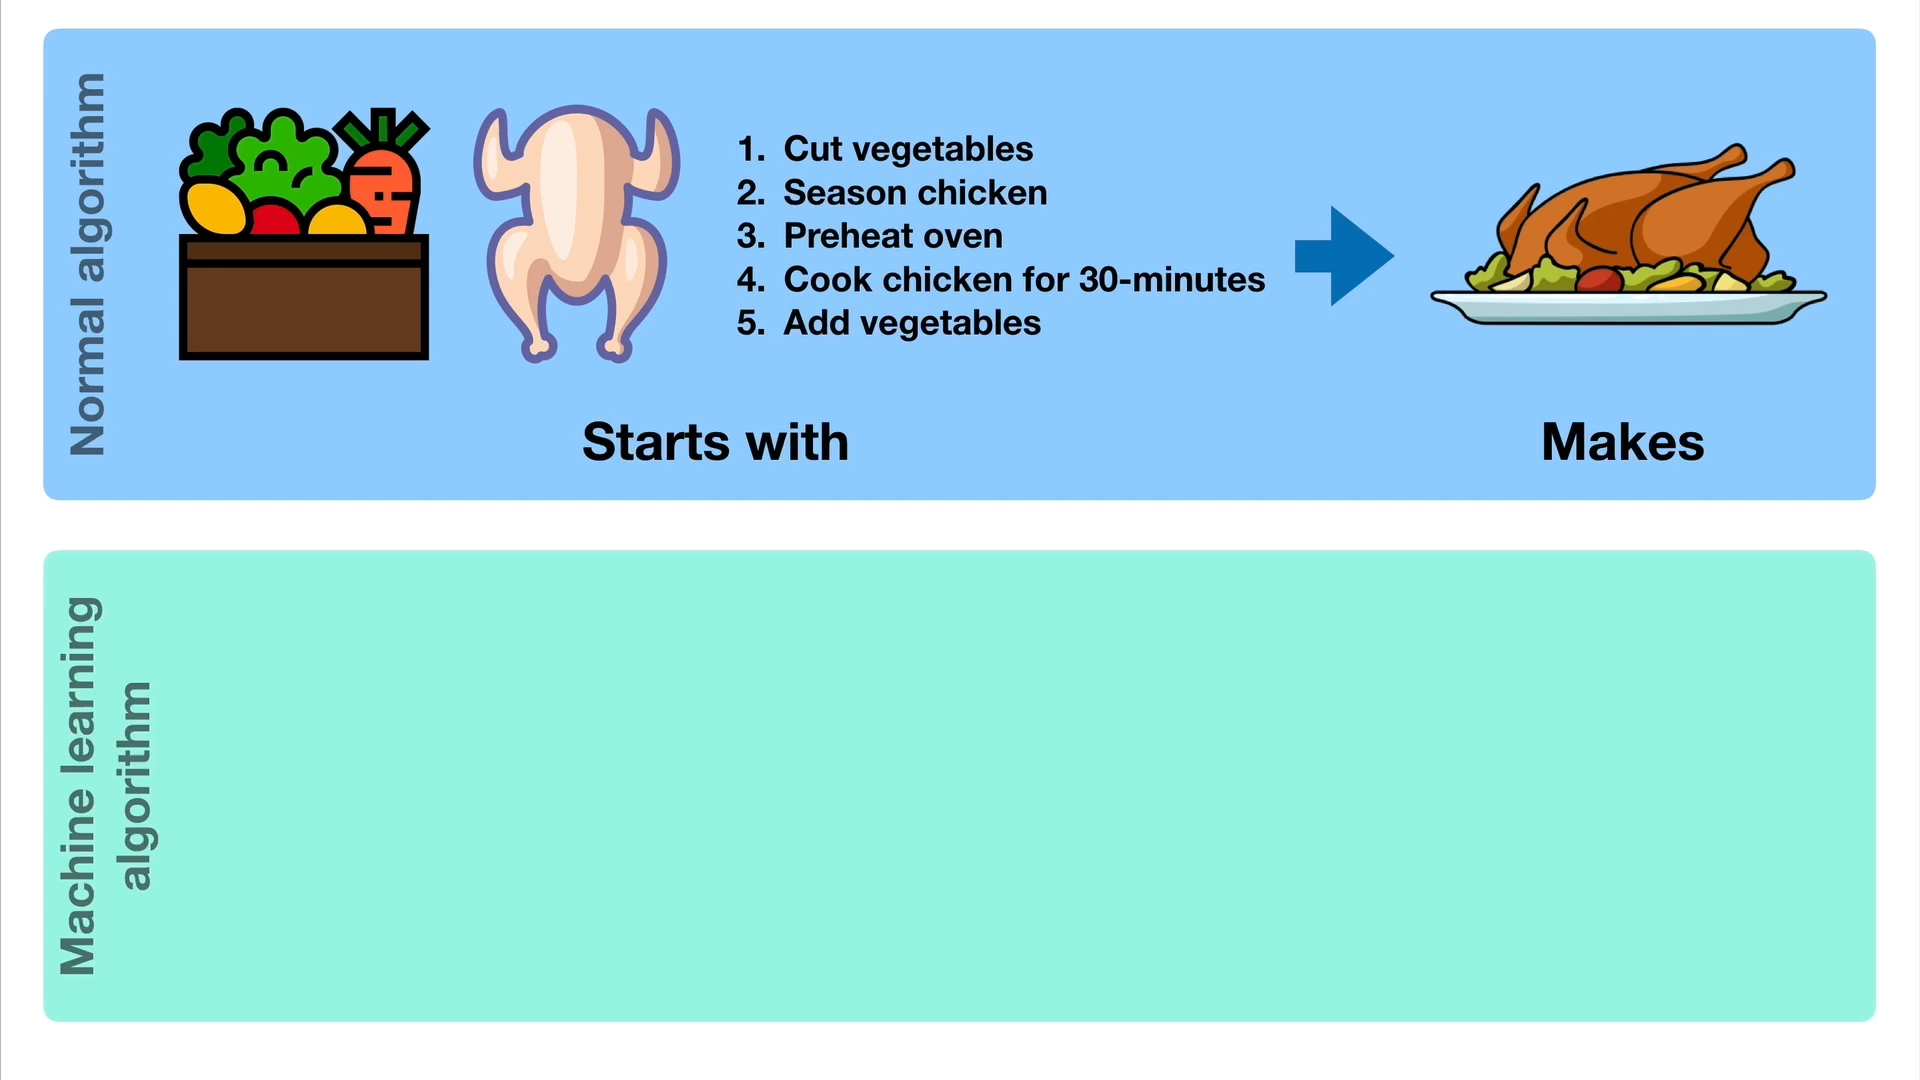 Normal algorithm
1. Cut vegetables
2. Season chicken
3. Preheat oven
4. Cook chicken for 30-minutes
5. Add vegetables
Starts with
Makes
Machine learning
algorithm